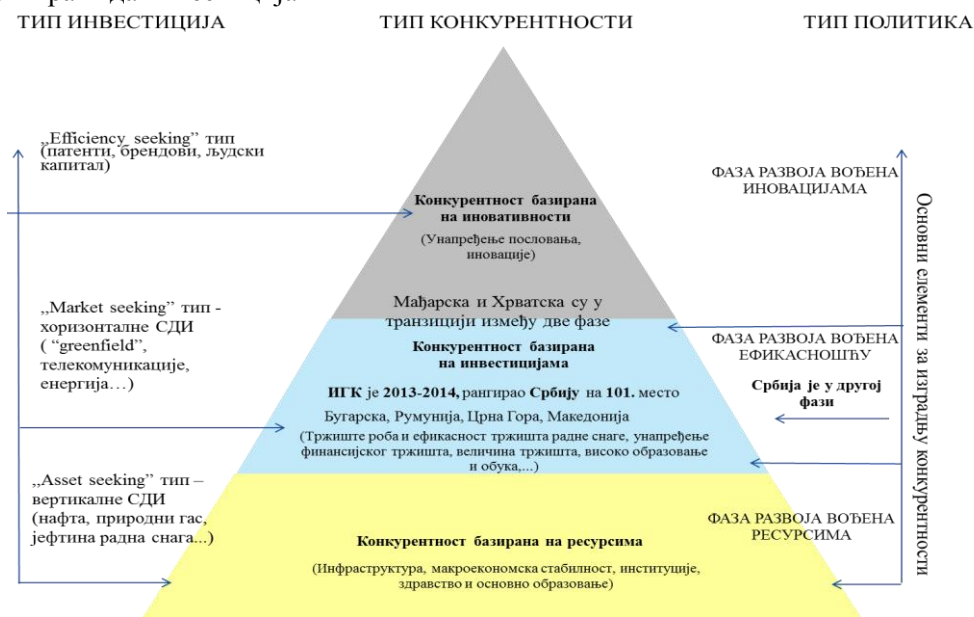 ТИП ИНВЕСТИЦИЈА
ТИП КОНКУРЕНТНОСТИ
ТИП ПОЛИТИКА
,,Efficiency seeking” тип
(патенти, брендови, људски
капитал)
,,Market seeking” тип -
хоризонталне СДИ
( “greenfield”,
телекомуникације,
енергија…)
,,Asset seeking” тип –
вертикалне СДИ
(нафта, природни гас,
јефтина радна снага...)
Конкурентност базирана
на иновативности
(Унапређење пословања,
иновације)
Мађарска и Хрватска су у
транзицији између две фазе
Конкурентност базирана
на инвестицијама
ИГК је 2013-2014, рангирао Србију на 101. место
Бугарска, Румунија, Црна Гора, Македонија
(Тржиште роба и ефикасност тржишта радне снаге, унапређење
финансијског тржишта, величина тржишта, високо образовање
и обука,...)
Конкурентност базирана на ресурсима
(Инфраструктура, макроекономска стабилност, институције,
здравство и основно образовање)
ФАЗА РАЗВОЈА ВОЂЕНА
ИНОВАЦИЈАМА
ФАЗА РАЗВОЈА ВОЂЕНА
ЕФИКАСНОШЋУ
Србија је у другој
фази
ФАЗА РАЗВОЈА ВОЂЕНА
РЕСУРСИМА
Основни елементи за изградњу конкурентности